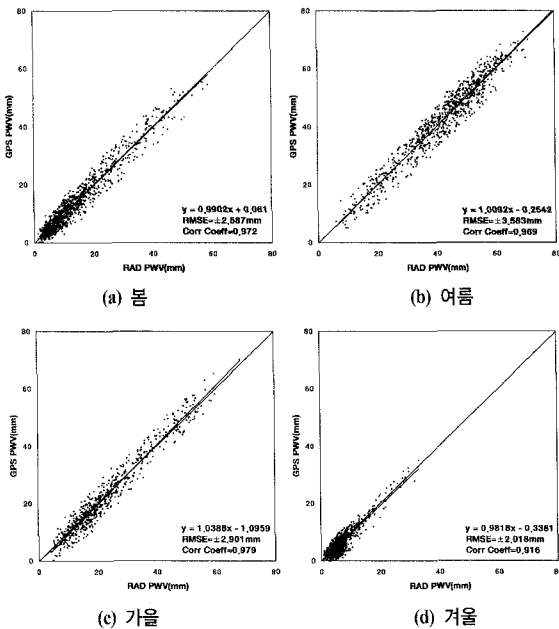 80
60
40
20
0
GPS PWV(mm)
y = 0,9902x + 0,061
RMSE=±2,587mm
Corr Coeff=0,972
0 20 40 60 80
RAD PWV(mm)
(a) 봄
80
60
40
20
0
GPS PWV(mm)
y = 1,0092x - 0,2542
RMSE=±3,583mm
Corr Coeff=0,969
0 20 40 60 80
RAD PWV(mm)
(b) 여름
80
60
40
20
0
GPS PWV(mm)
y = 1,0388x - 1,0959
RMSE=±2,901mm
Corr Coeff=0,979
0 20 40 60 80
RAD PWV(mm)
(c) 가을
80
60
40
20
0
GPS PWV(mm)
y = 0,9818x - 0,3381
RMSE=±2,018mm
Corr Coeff=0,916
0 20 40 60 80
RAD PWV(mm)
(d) 겨울